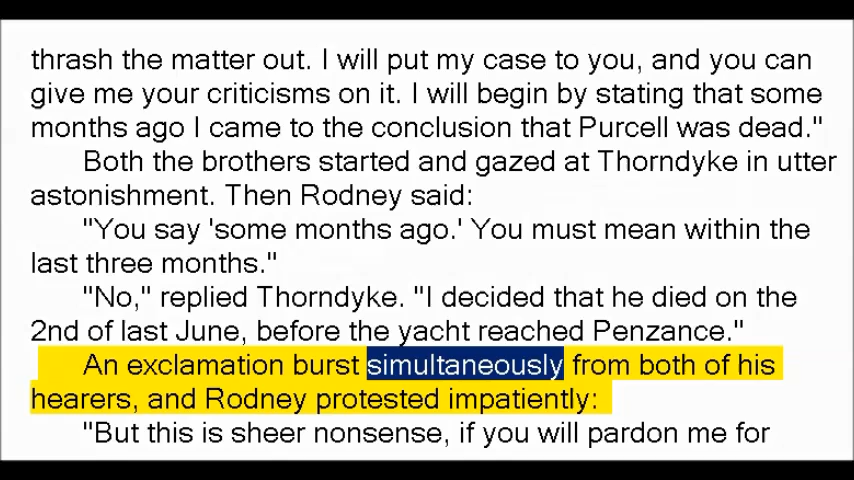 thrash the matter out. I will put my case to you, and you can
give me your criticisms on it. I will begin by stating that some
months ago I came to the conclusion that Purcell was dead."
Both the brothers started and gazed at Thorndyke in utter
astonishment. Then Rodney said:
"You say 'some months ago.' You must mean within the
last three months."
"No," replied Thorndyke. "I decided that he died on the
2nd of last June, before the yacht reached Penzance."
An exclamation burst simultaneously from both of his
hearers, and Rodney protested impatiently:
"But this is sheer nonsense, if you will pardon me for